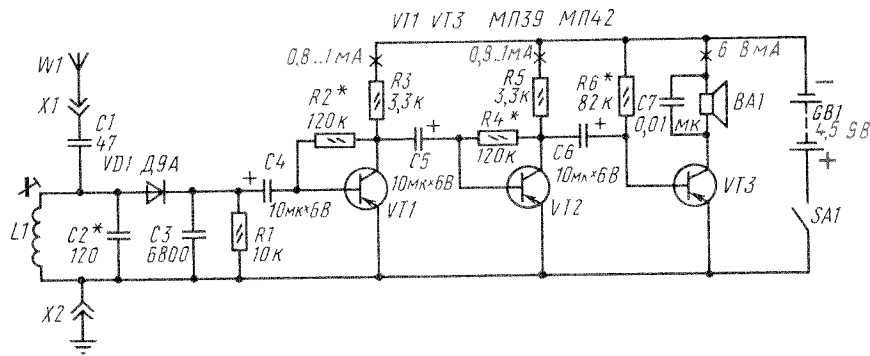 VT1 VT3 МП39 МП42
0,8..1мА
0,9..1мА
6 8мА
W1
X1
C1
47
R2*
120к
R3
3,3к
R5
3,3к
R4*
120к
R6*
82к
C7
0,01 мк
BA1
GB1
4,5 9В
VD1 Д9А
C4
10мк×6В
C5
10мк×6В
C6
10мк×6В
VT1
VT2
VT3
SA1
L1
C2*
120
C3
6800
R1
10к
X2